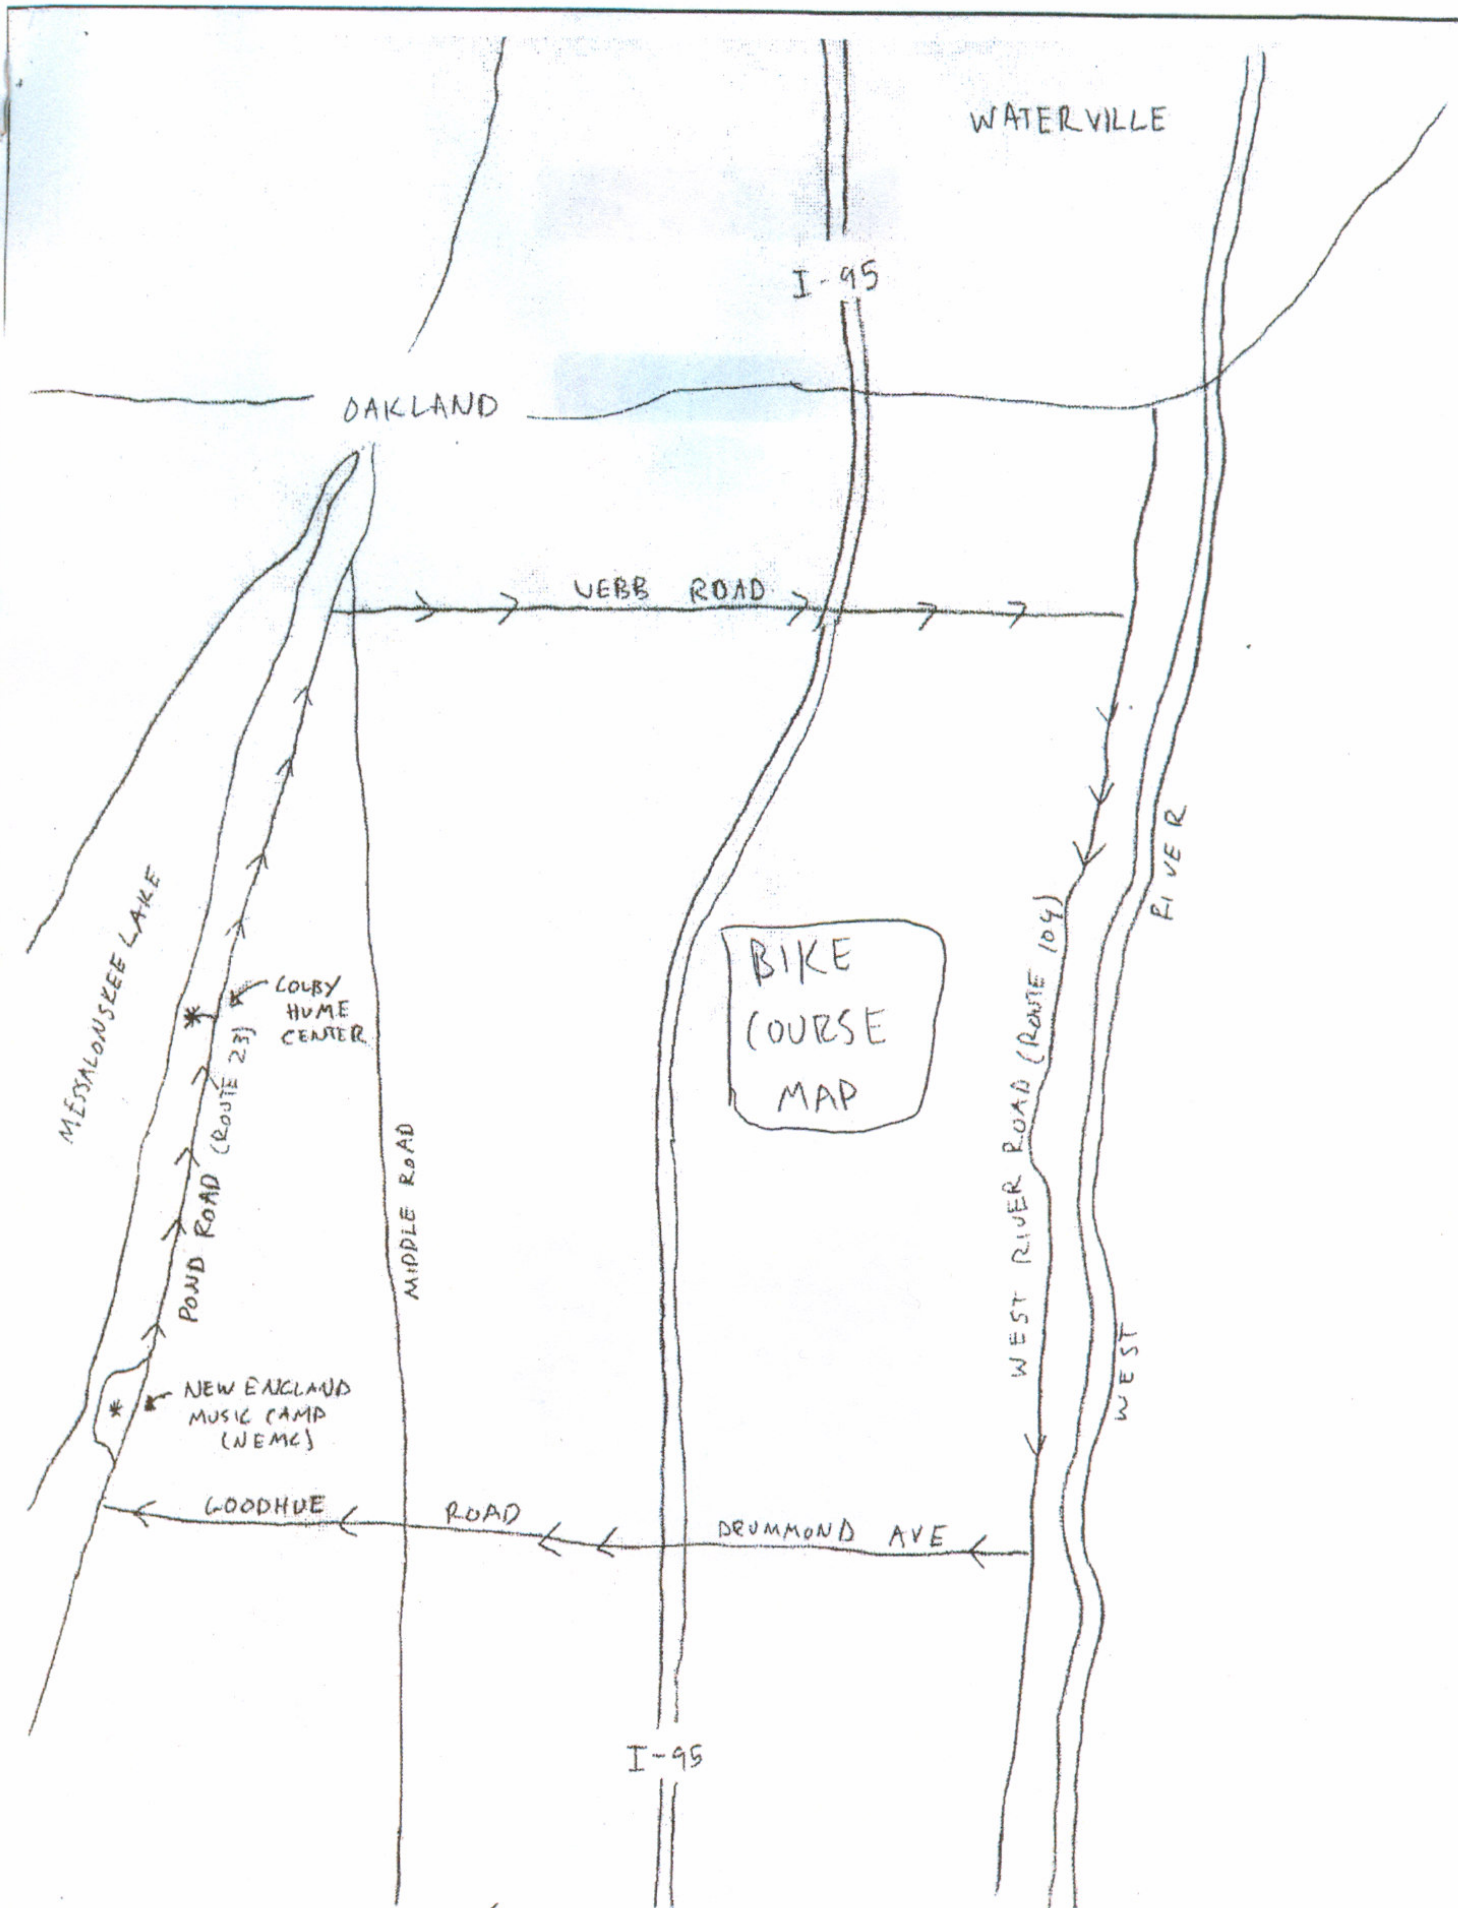 WATERVILLE
I-95
OAKLAND
WEBB ROAD
RIVER
MESSALONSKEE LAKE
COLBY
HUME
CENTER
BIKE
COURSE
MAP
POND ROAD (ROUTE 23)
MIDDLE ROAD
WEST RIVER ROAD (ROUTE 104)
WEST
NEW ENGLAND
MUSIC CAMP
(NEMC)
GOODHUE ROAD
DRUMMOND AVE
I-95